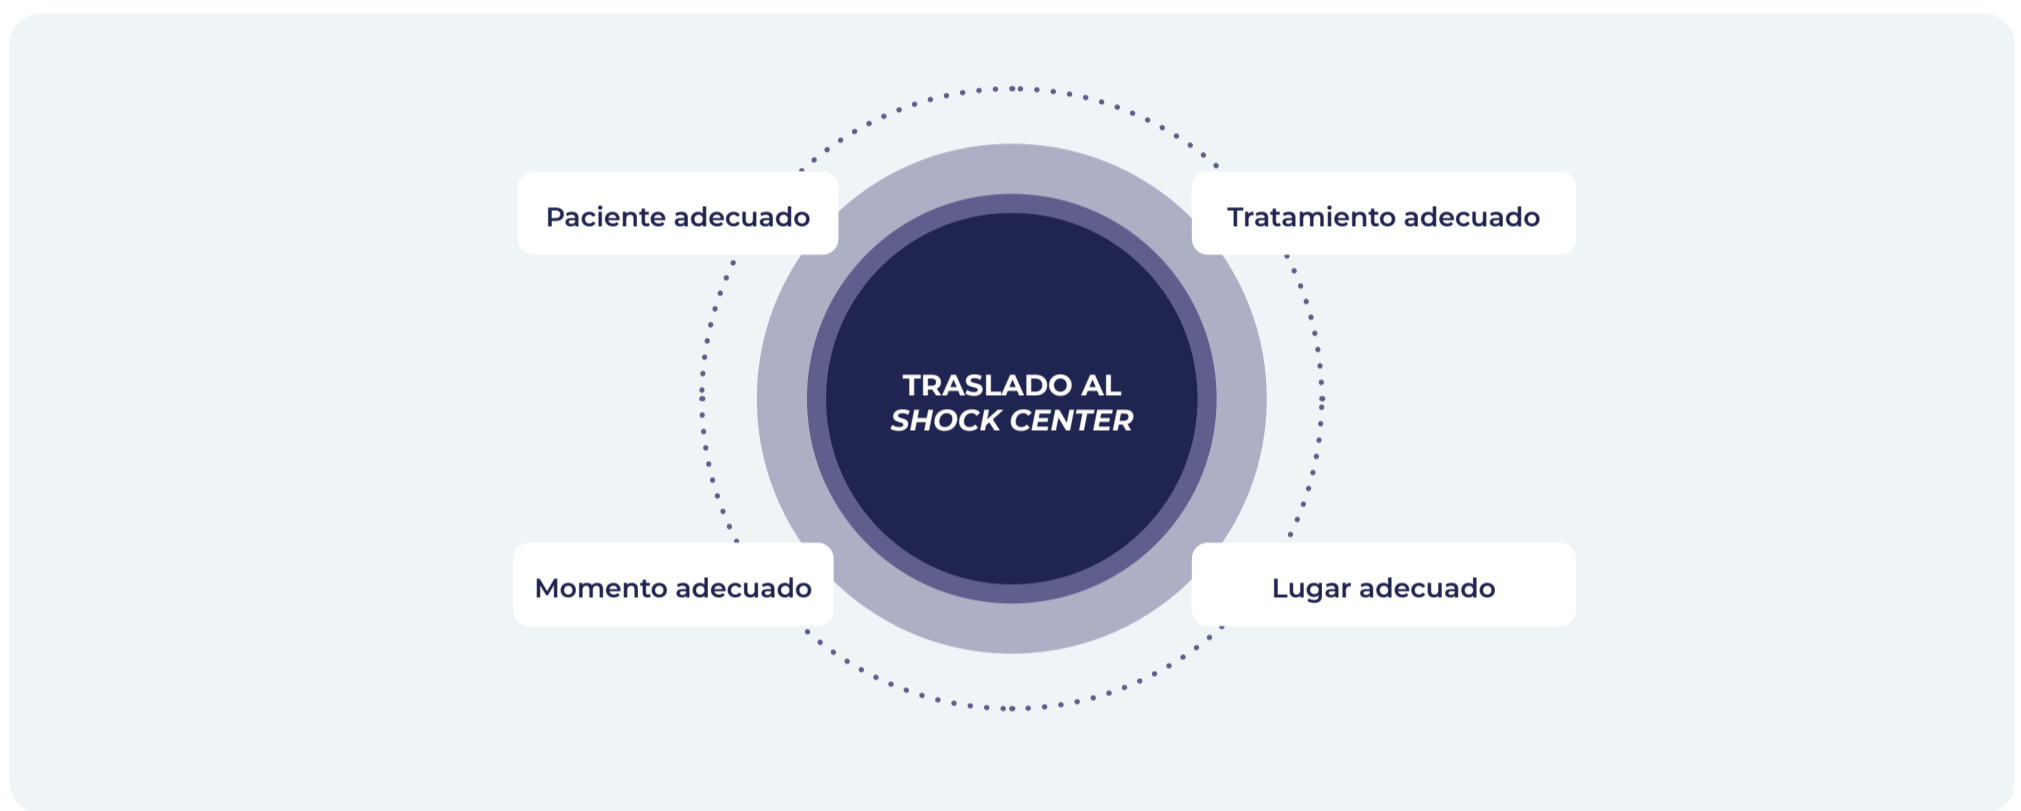 Paciente adecuado
Tratamiento adecuado
TRASLADO AL
SHOCK CENTER
Momento adecuado
Lugar adecuado